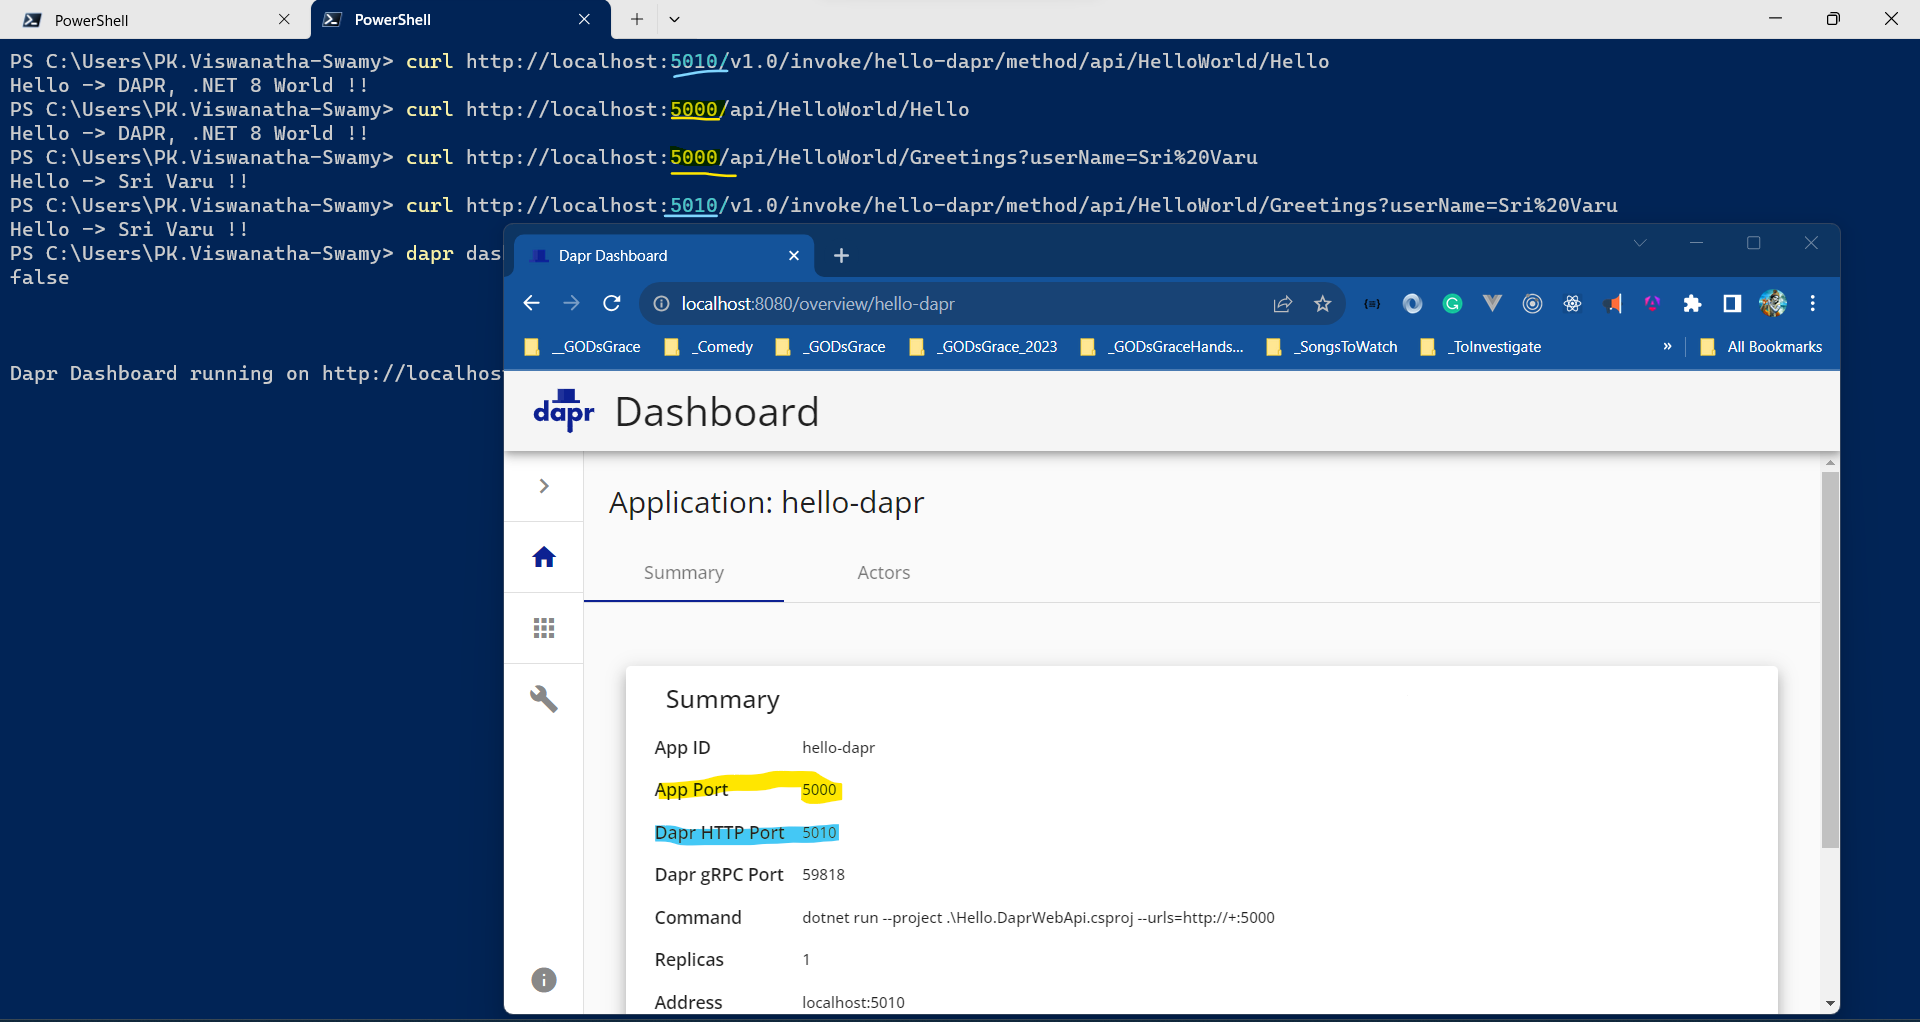 PowerShell
PowerShell
PS C:\Users\PK.Viswanatha-Swamy> curl http://localhost:5010/v1.0/invoke/hello-dapr/method/api/HelloWorld/Hello
Hello -> DAPR, .NET 8 World !!
PS C:\Users\PK.Viswanatha-Swamy> curl http://localhost:5000/api/HelloWorld/Hello
Hello -> DAPR, .NET 8 World !!
PS C:\Users\PK.Viswanatha-Swamy> curl http://localhost:5000/api/HelloWorld/Greetings?userName=Sri%20Varu
Hello -> Sri Varu !!
PS C:\Users\PK.Viswanatha-Swamy> curl http://localhost:5010/v1.0/invoke/hello-dapr/method/api/HelloWorld/Greetings?userName=Sri%20Varu
Hello -> Sri Varu !!
PS C:\Users\PK.Viswanatha-Swamy> dapr das
false
Dapr Dashboard running on http://localhos
Dapr Dashboard
localhost:8080/overview/hello-dapr
__GODsGrace _Comedy _GODsGrace _GODsGrace_2023 _GODsGraceHands... _SongsToWatch _ToInvestigate » All Bookmarks
dapr Dashboard
Application: hello-dapr
Summary Actors
Summary
App ID hello-dapr
App Port 5000
Dapr HTTP Port 5010
Dapr gRPC Port 59818
Command dotnet run --project .\Hello.DaprWebApi.csproj --urls=http://+:5000
Replicas 1
Address localhost:5010